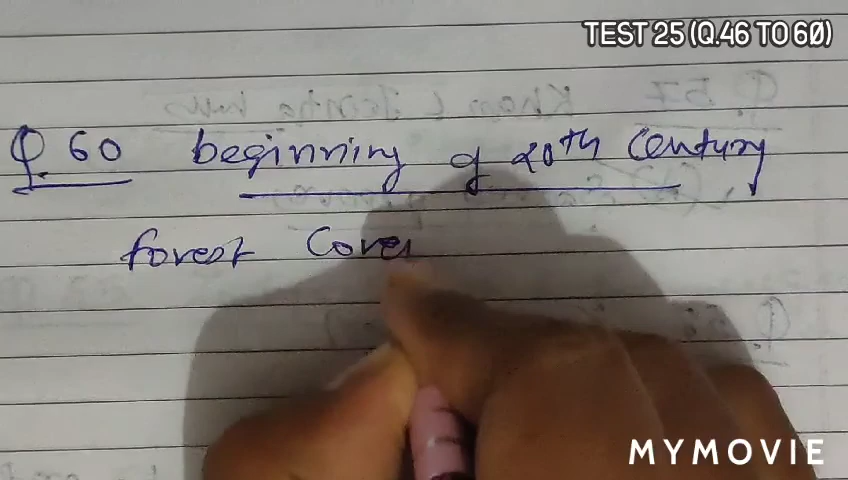 TEST 25 (Q.46 TO 60)
Q. 60 beginning of 20th Century
forest Cover
MYMOVIE